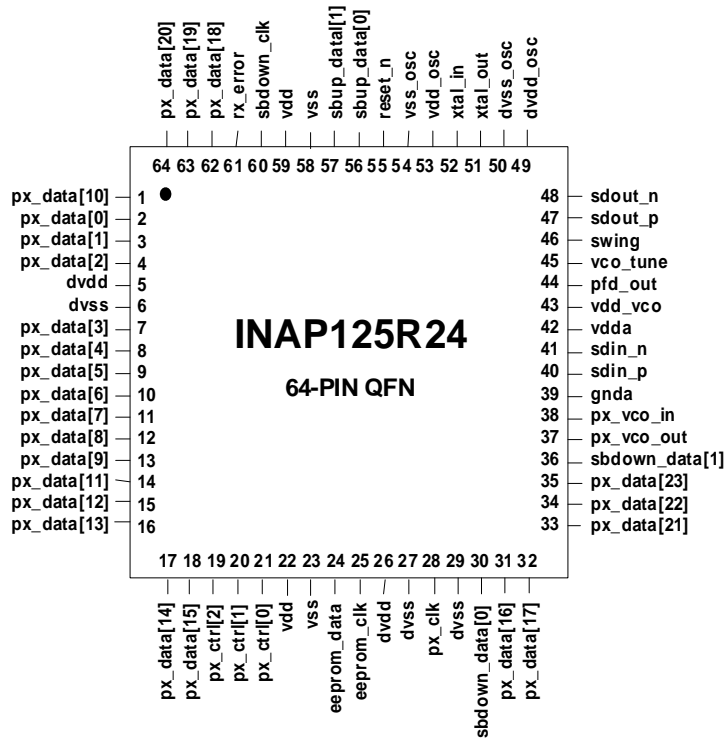 px_data[20]
px_data[19]
px_data[18]
rx_error
sbdown_clk
vdd
vss
sbup_datal[1]
sbup_data[0]
reset_n
vss_osc
vdd_osc
xtal_in
xtal_out
dvss_osc
dvdd_osc
64 63 62 61 60 59 58 57 56 55 54 53 52 51 50 49
px_data[10] 1
px_data[0] 2
px_data[1] 3
px_data[2] 4
dvdd 5
dvss 6
px_data[3] 7
px_data[4] 8
px_data[5] 9
px_data[6] 10
px_data[7] 11
px_data[8] 12
px_data[9] 13
px_data[11] 14
px_data[12] 15
px_data[13] 16
INAP125R24
64-PIN QFN
48 sdout_n
47 sdout_p
46 swing
45 vco_tune
44 pfd_out
43 vdd_vco
42 vdda
41 sdin_n
40 sdin_p
39 gnda
38 px_vco_in
37 px_vco_out
36 sbdown_data[1]
35 px_data[23]
34 px_data[22]
33 px_data[21]
17 18 19 20 21 22 23 24 25 26 27 28 29 30 31 32
px_data[14]
px_data[15]
px_ctrl[2]
px_ctrl[1]
px_ctrl[0]
vdd
vss
eeprom_data
eeprom_clk
dvdd
dvss
px_clk
dvss
sbdown_data[0]
px_data[16]
px_data[17]